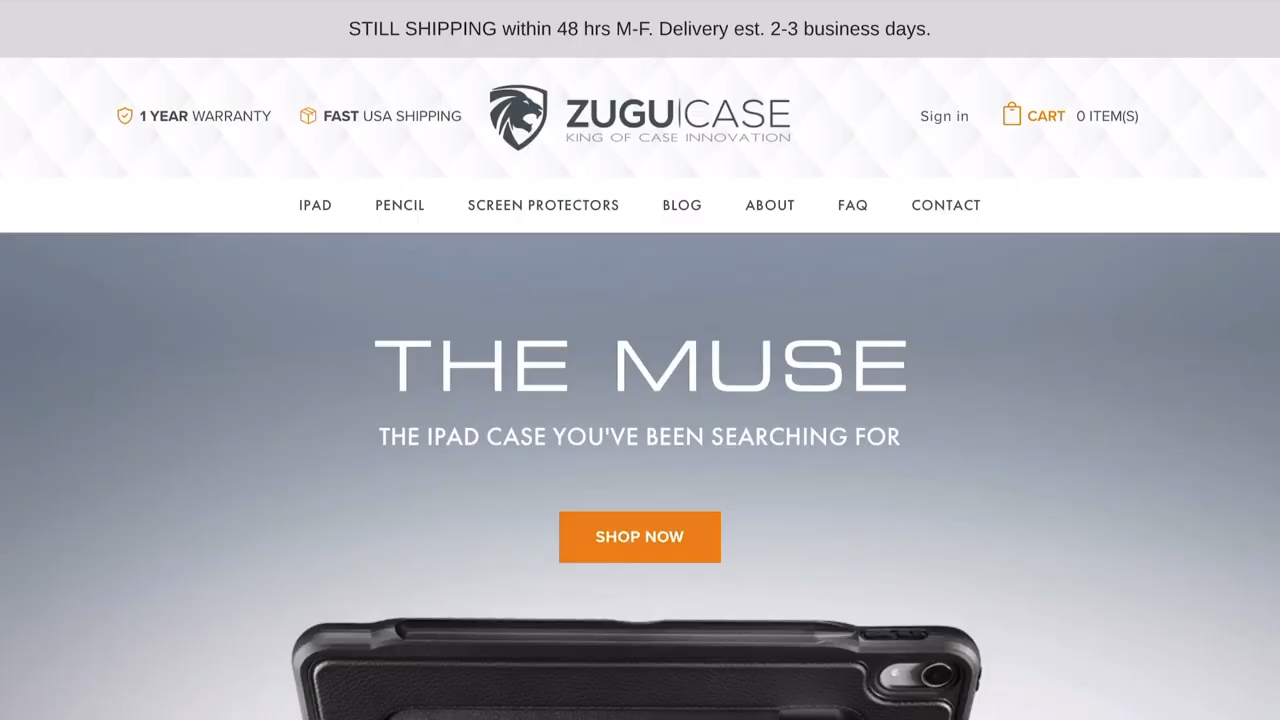 STILL SHIPPING within 48 hrs M-F. Delivery est. 2-3 business days.
1 YEAR WARRANTY
FAST USA SHIPPING
ZUGU|CASE
KING OF CASE INNOVATION
Sign in
CART 0 ITEM(S)
IPAD PENCIL SCREEN PROTECTORS BLOG ABOUT FAQ CONTACT
THE MUSE
THE IPAD CASE YOU'VE BEEN SEARCHING FOR
SHOP NOW